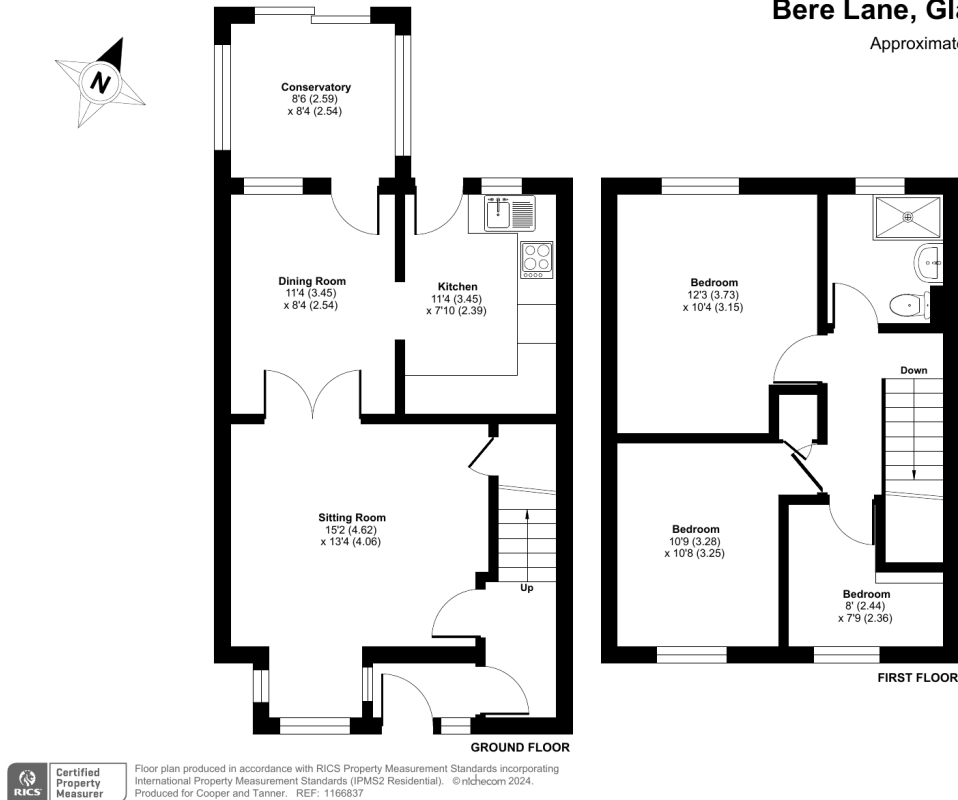 Bere Lane, Gla
Approximate
N
Conservatory
8'6 (2.59)
x 8'4 (2.54)
Dining Room
11'4 (3.45)
x 8'4 (2.54)
Kitchen
11'4 (3.45)
x 7'10 (2.39)
Sitting Room
15'2 (4.62)
x 13'4 (4.06)
Up
GROUND FLOOR
Bedroom
12'3 (3.73)
x 10'4 (3.15)
Down
Bedroom
10'9 (3.28)
x 10'8 (3.25)
Bedroom
8' (2.44)
x 7'9 (2.36)
FIRST FLOOR
RICS
Certified
Property
Measurer
Floor plan produced in accordance with RICS Property Measurement Standards incorporating
International Property Measurement Standards (IPMS2 Residential). © nichecom 2024.
Produced for Cooper and Tanner. REF: 1166837